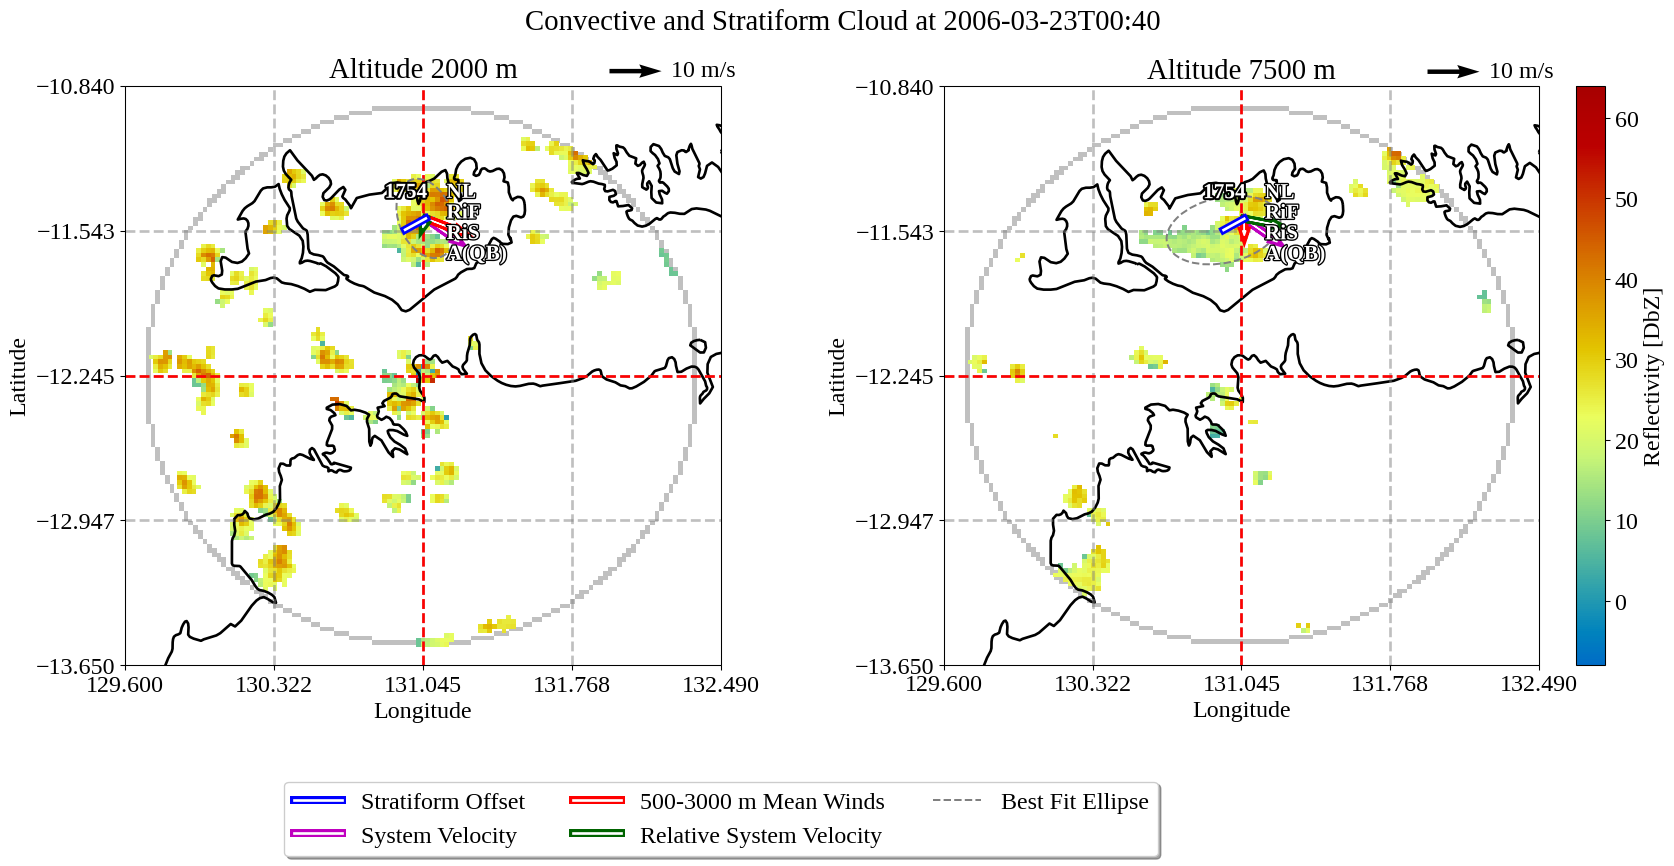 Convective and Stratiform Cloud at 2006-03-23T00:40
Altitude 2000 m
10 m/s
−10.840
−11.543
−12.245
−12.947
−13.650
Latitude
1754
NL
RiF
RiS
A(QB)
129.600 130.322 131.045 131.768 132.490
Longitude
Altitude 7500 m
10 m/s
−10.840
−11.543
−12.245
−12.947
−13.650
Latitude
1754
NL
RiF
RiS
A(QB)
129.600 130.322 131.045 131.768 132.490
Longitude
60
50
40
30
20
10
0
Reflectivity [DbZ]
Stratiform Offset
System Velocity
500-3000 m Mean Winds
Relative System Velocity
Best Fit Ellipse